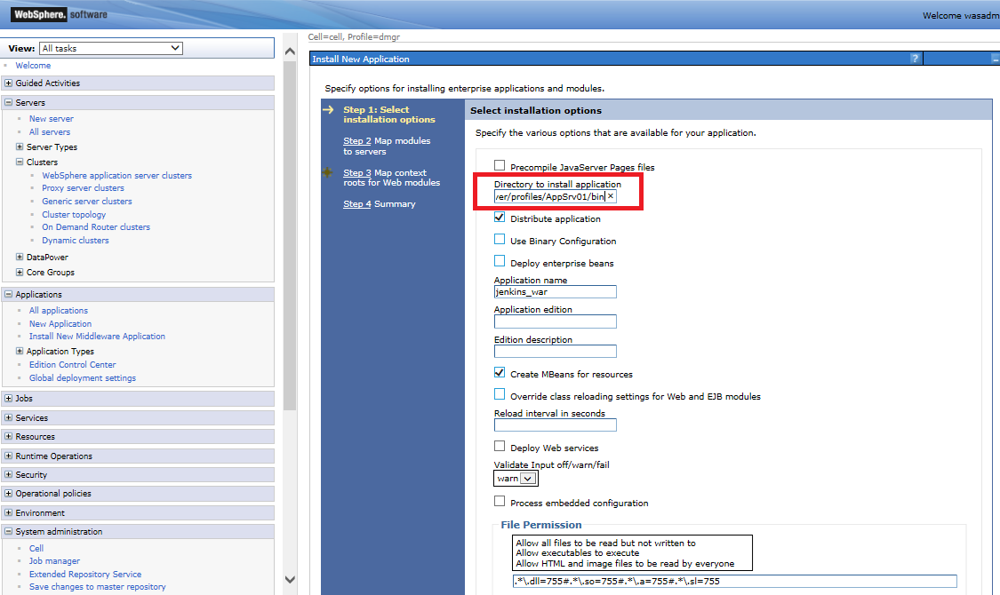 WebSphere. software
Welcome wasadm
View: All tasks
Welcome
Guided Activities
Servers
New server
All servers
Server Types
Clusters
WebSphere application server clusters
Proxy server clusters
Generic server clusters
Cluster topology
On Demand Router clusters
Dynamic clusters
DataPower
Core Groups
Applications
All applications
New Application
Install New Middleware Application
Application Types
Edition Control Center
Global deployment settings
Jobs
Services
Resources
Runtime Operations
Security
Operational policies
Environment
System administration
Cell
Job manager
Extended Repository Service
Save changes to master repository
Cell=cell, Profile=dmgr
Install New Application
?
Specify options for installing enterprise applications and modules.
Step 1: Select
installation options
Step 2 Map modules
to servers
Step 3 Map context
roots for Web modules
Step 4 Summary
Select installation options
Specify the various options that are available for your application.
Precompile JavaServer Pages files
Directory to install application
ver/profiles/AppSrv01/bin
Distribute application
Use Binary Configuration
Deploy enterprise beans
Application name
jenkins_war
Application edition
Edition description
Create MBeans for resources
Override class reloading settings for Web and EJB modules
Reload interval in seconds
Deploy Web services
Validate Input off/warn/fail
warn
Process embedded configuration
File Permission
Allow all files to be read but not written to
Allow executables to execute
Allow HTML and image files to be read by everyone
.*\.dll=755#.*\.so=755#.*\.a=755#.*\.sl=755